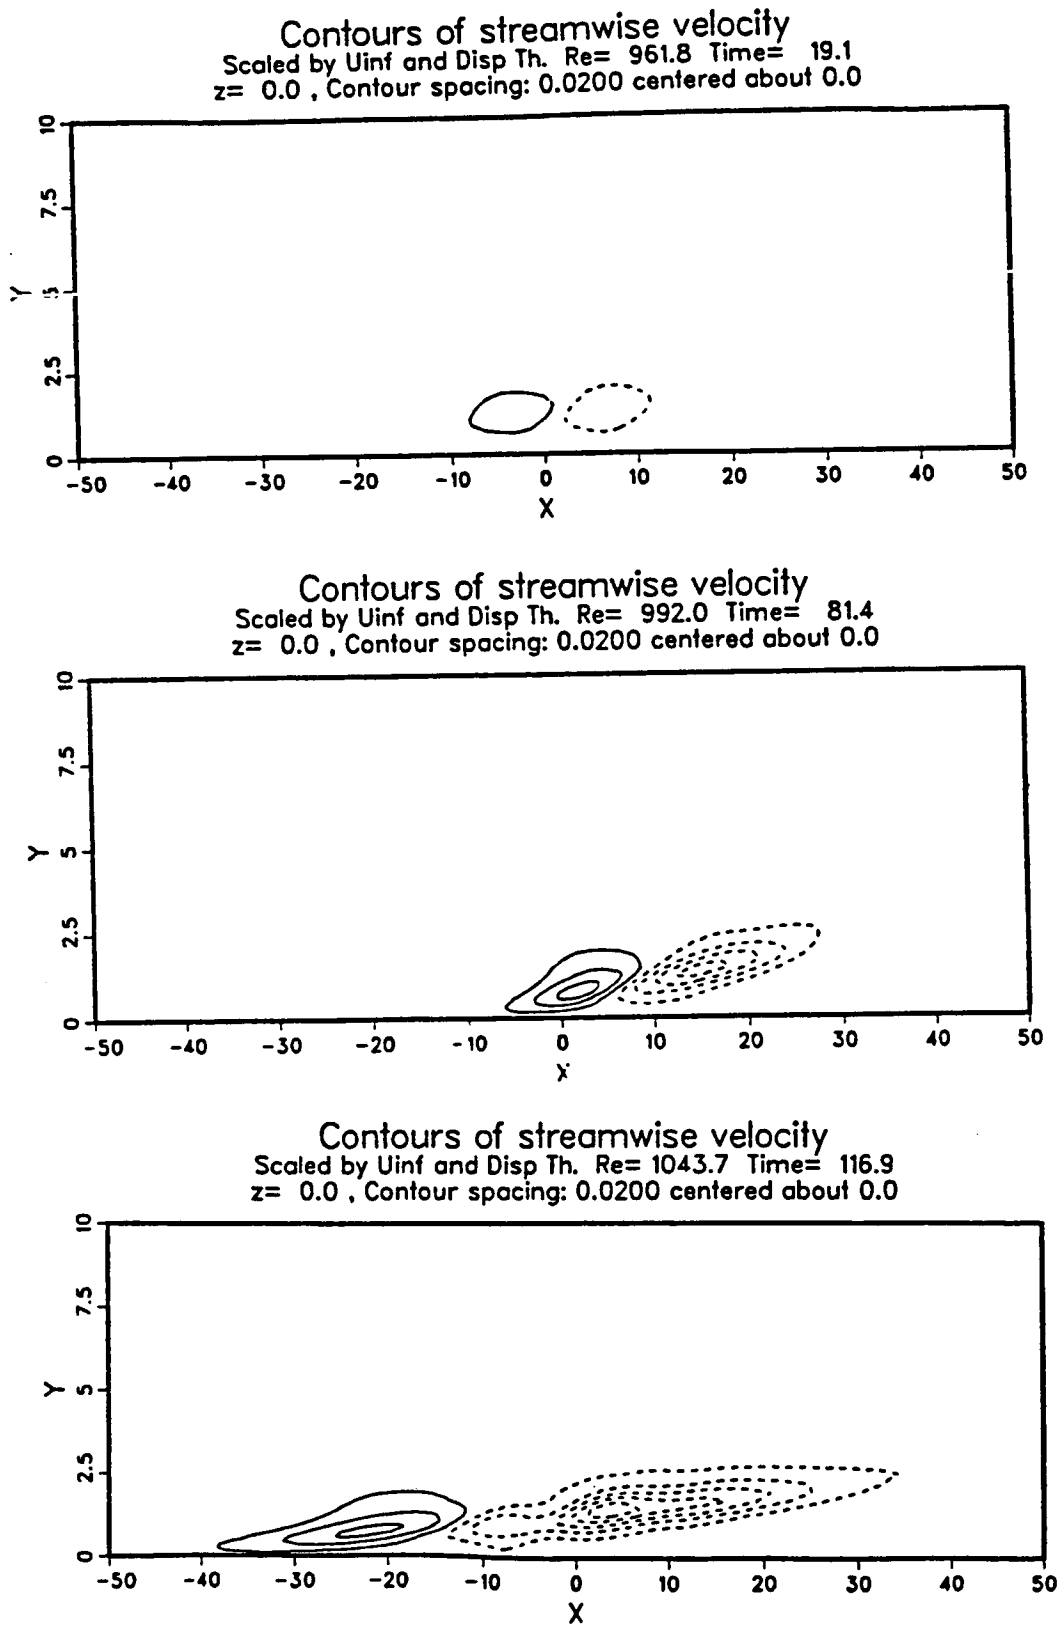 Contours of streamwise velocity
Scaled by Uinf and Disp Th. Re= 961.8 Time= 19.1
z= 0.0 , Contour spacing: 0.0200 centered about 0.0
10
7.5
Y
5
2.5
0
-50 -40 -30 -20 -10 0 10 20 30 40 50
X
Contours of streamwise velocity
Scaled by Uinf and Disp Th. Re= 992.0 Time= 81.4
z= 0.0 , Contour spacing: 0.0200 centered about 0.0
10
7.5
Y
5
2.5
0
-50 -40 -30 -20 -10 0 10 20 30 40 50
X
Contours of streamwise velocity
Scaled by Uinf and Disp Th. Re= 1043.7 Time= 116.9
z= 0.0 , Contour spacing: 0.0200 centered about 0.0
10
7.5
Y
5
2.5
0
-50 -40 -30 -20 -10 0 10 20 30 40 50
X